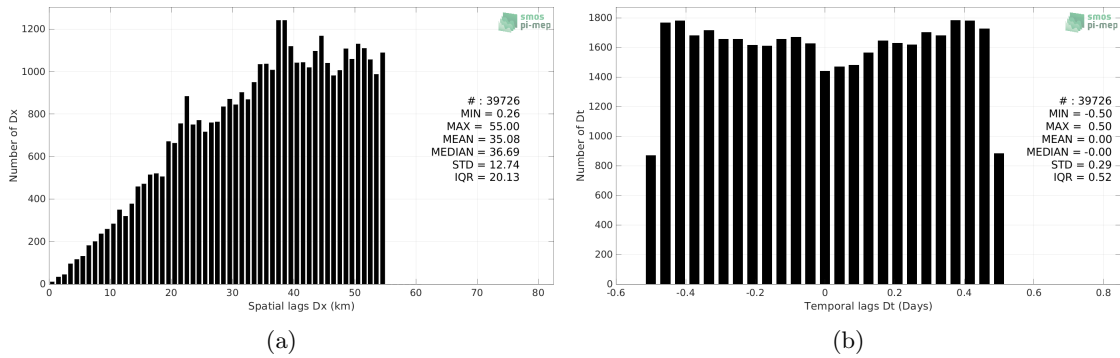 smos
pi-mep
1200
1000
800
600
400
200
0
Number of Dx
# : 39726
MIN = 0.26
MAX = 55.00
MEAN = 35.08
MEDIAN = 36.69
STD = 12.74
IQR = 20.13
0 10 20 30 40 50 60 70 80
Spatial lags Dx (km)
(a)
smos
pi-mep
1800
1600
1400
1200
1000
800
600
400
200
0
Number of Dt
# : 39726
MIN = -0.50
MAX = 0.50
MEAN = 0.00
MEDIAN = -0.00
STD = 0.29
IQR = 0.52
-0.6 -0.4 -0.2 0 0.2 0.4 0.6 0.8
Temporal lags Dt (Days)
(b)